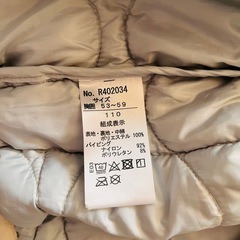 No. R402034
サイズ
胸囲 53~59
110
組成表示
表地・裏地・中綿
ポリエステル 100%
パイピング
ナイロン 92%
ポリウレタン 8%